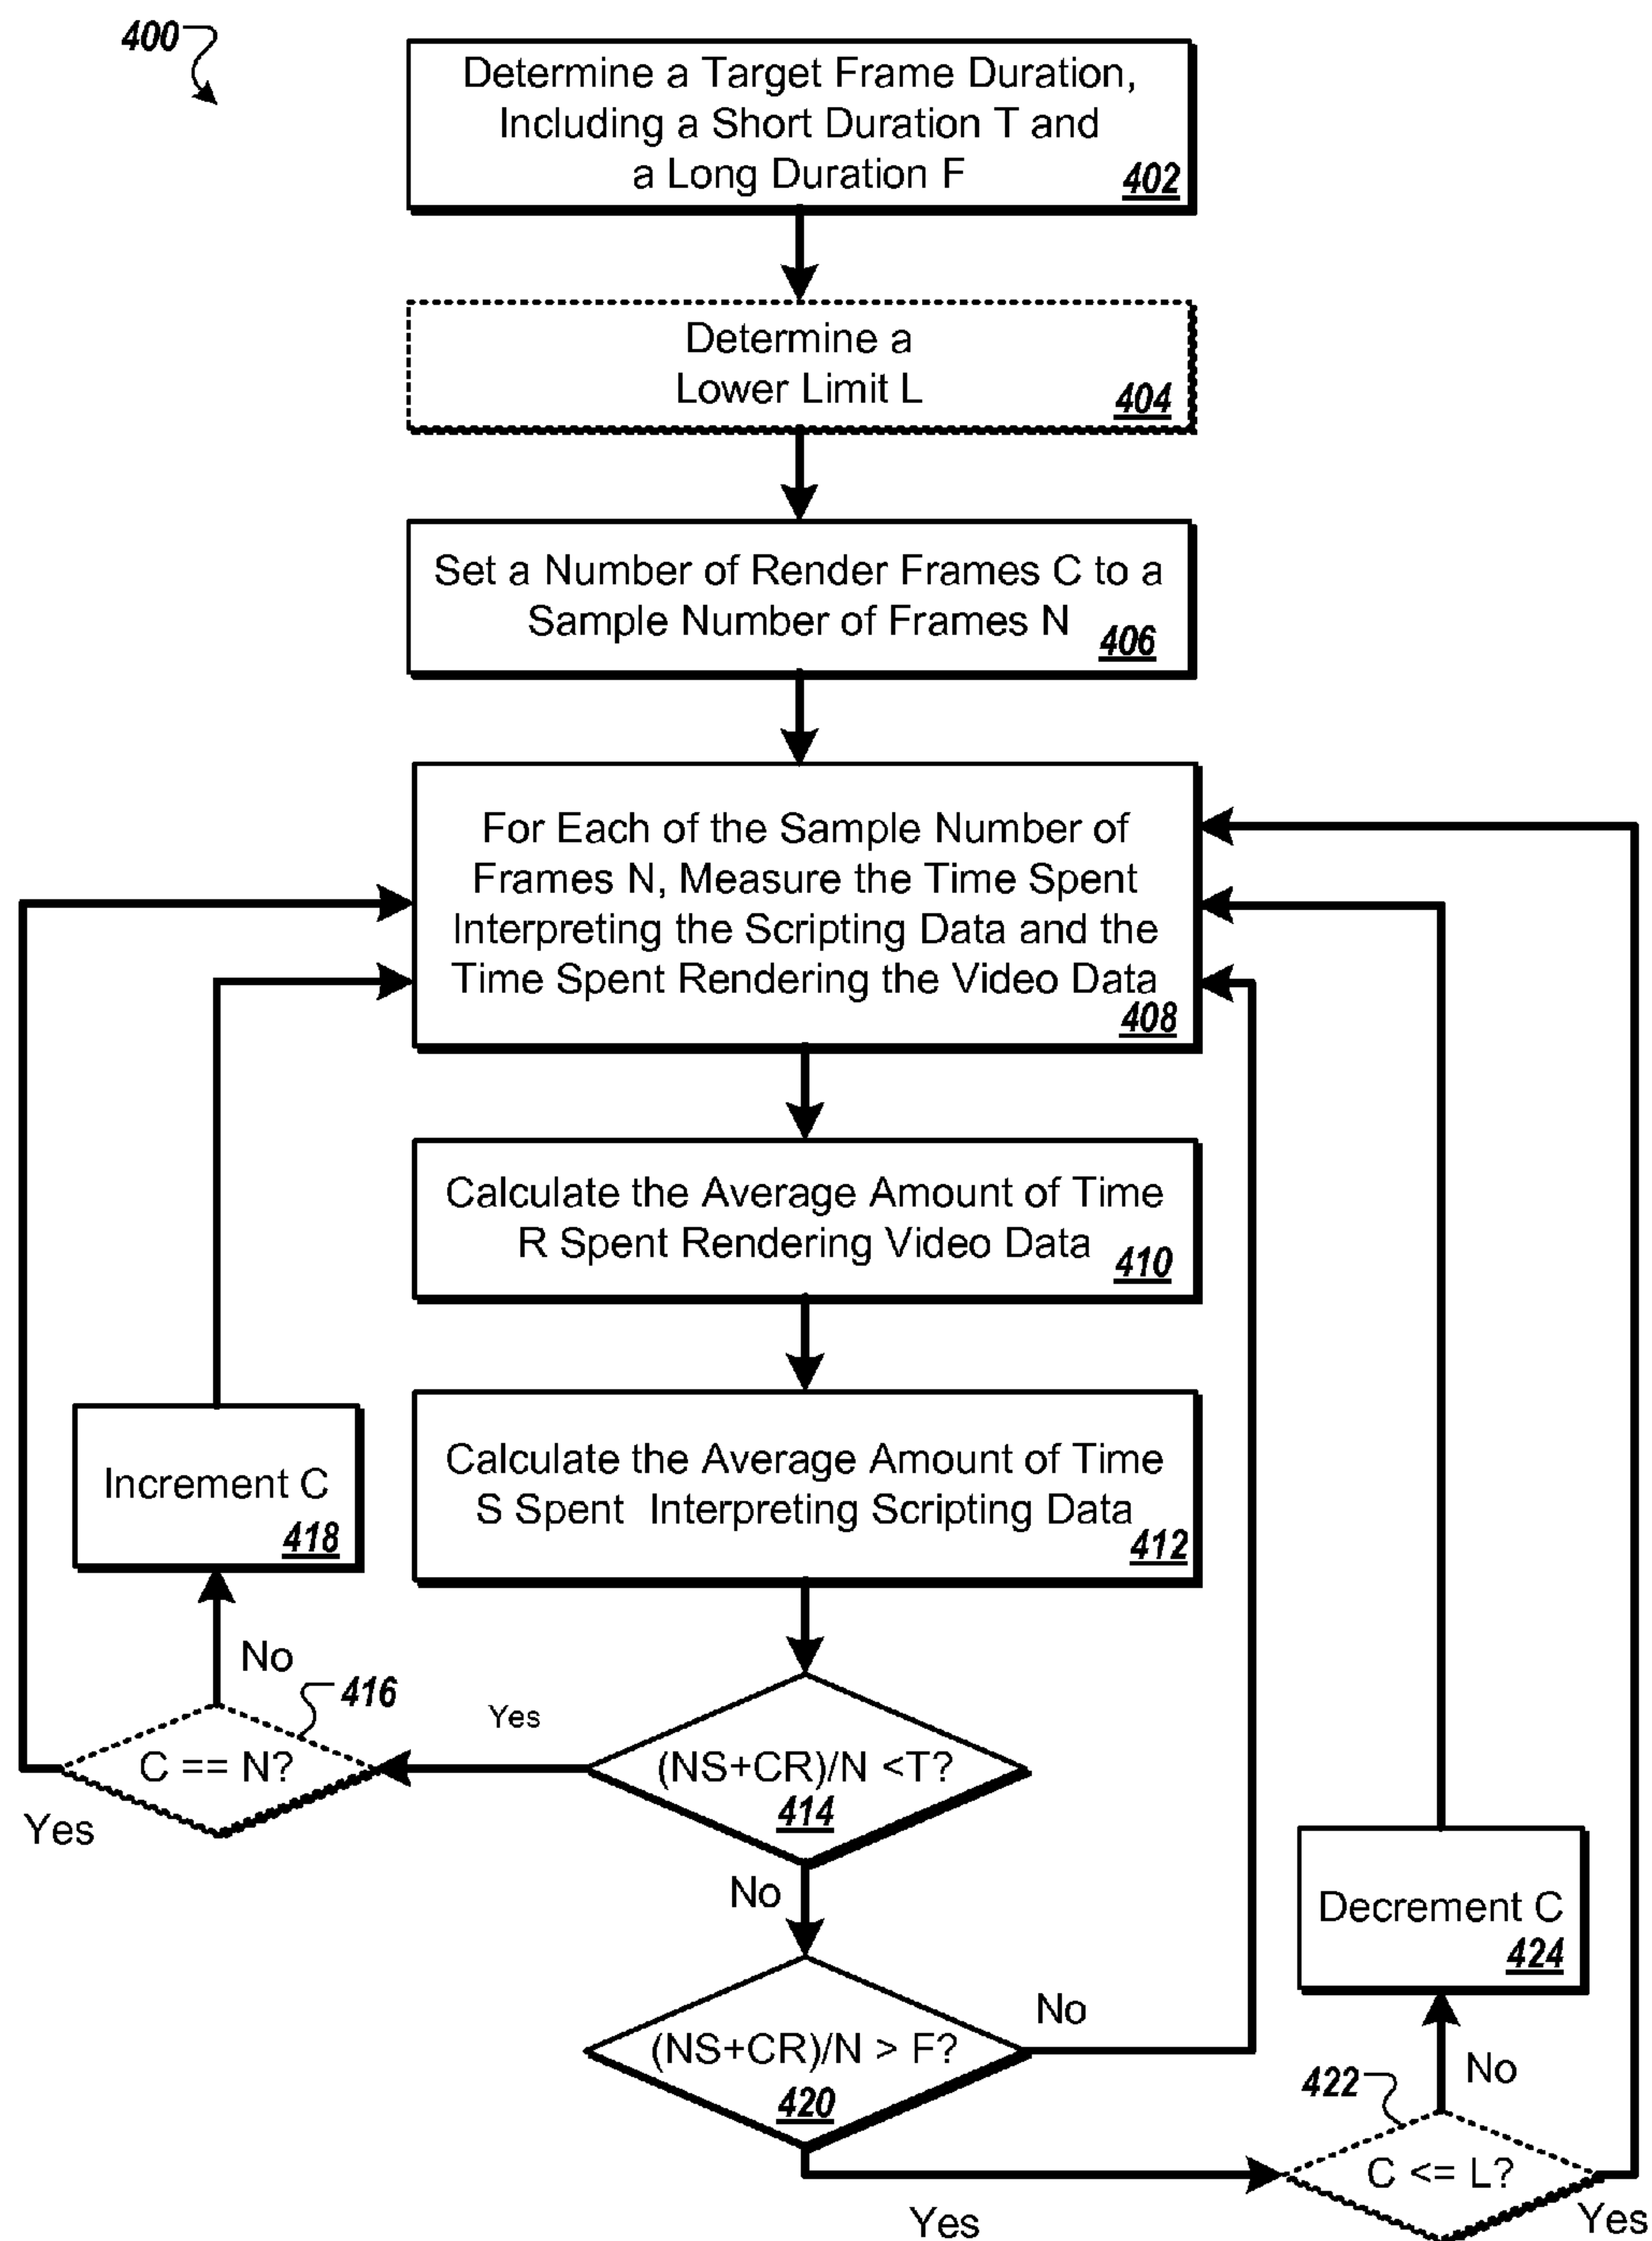 400
Determine a Target Frame Duration,
Including a Short Duration T and
a Long Duration F
402
Determine a
Lower Limit L
404
Set a Number of Render Frames C to a
Sample Number of Frames N
406
For Each of the Sample Number of
Frames N, Measure the Time Spent
Interpreting the Scripting Data and the
Time Spent Rendering the Video Data
408
Calculate the Average Amount of Time
R Spent Rendering Video Data
410
Calculate the Average Amount of Time
S Spent Interpreting Scripting Data
412
Increment C
418
No
416
C == N?
Yes
Yes
(NS+CR)/N <T?
414
No
(NS+CR)/N > F?
420
No
Yes
Decrement C
424
No
422
C <= L?
Yes